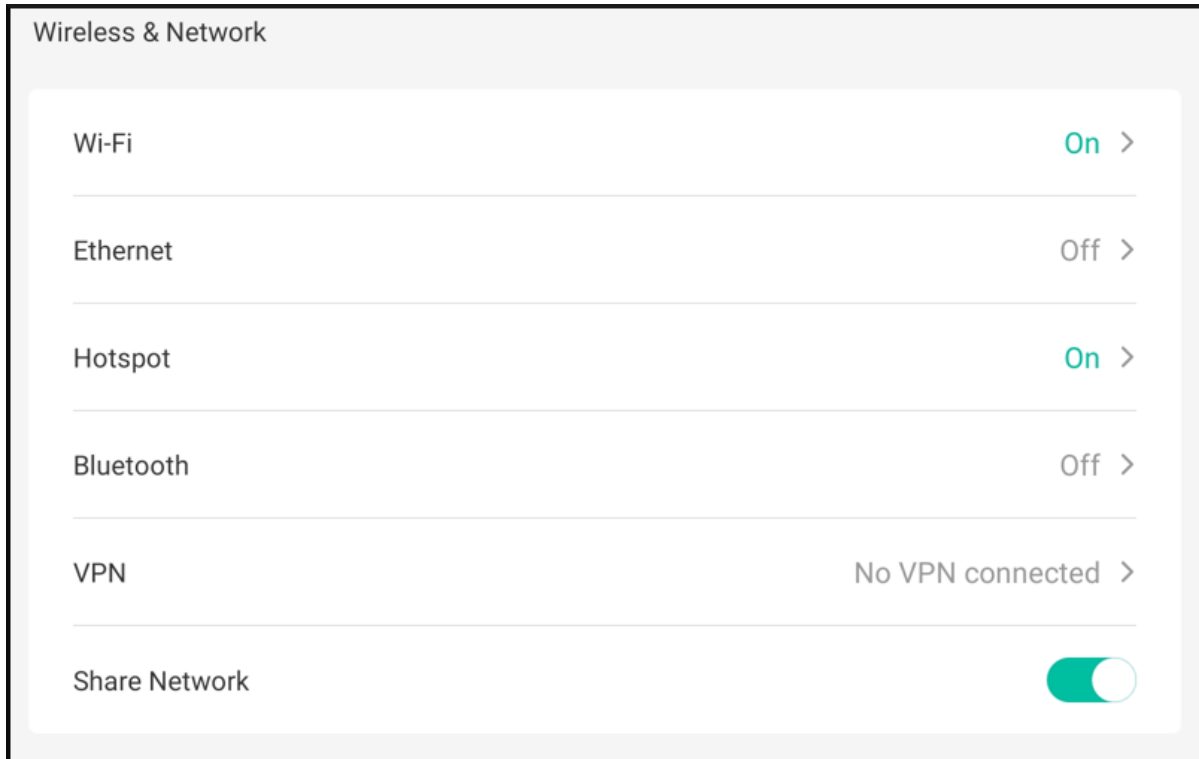 Wireless & Network
Wi-Fi On
Ethernet Off
Hotspot On
Bluetooth Off
VPN No VPN connected
Share Network